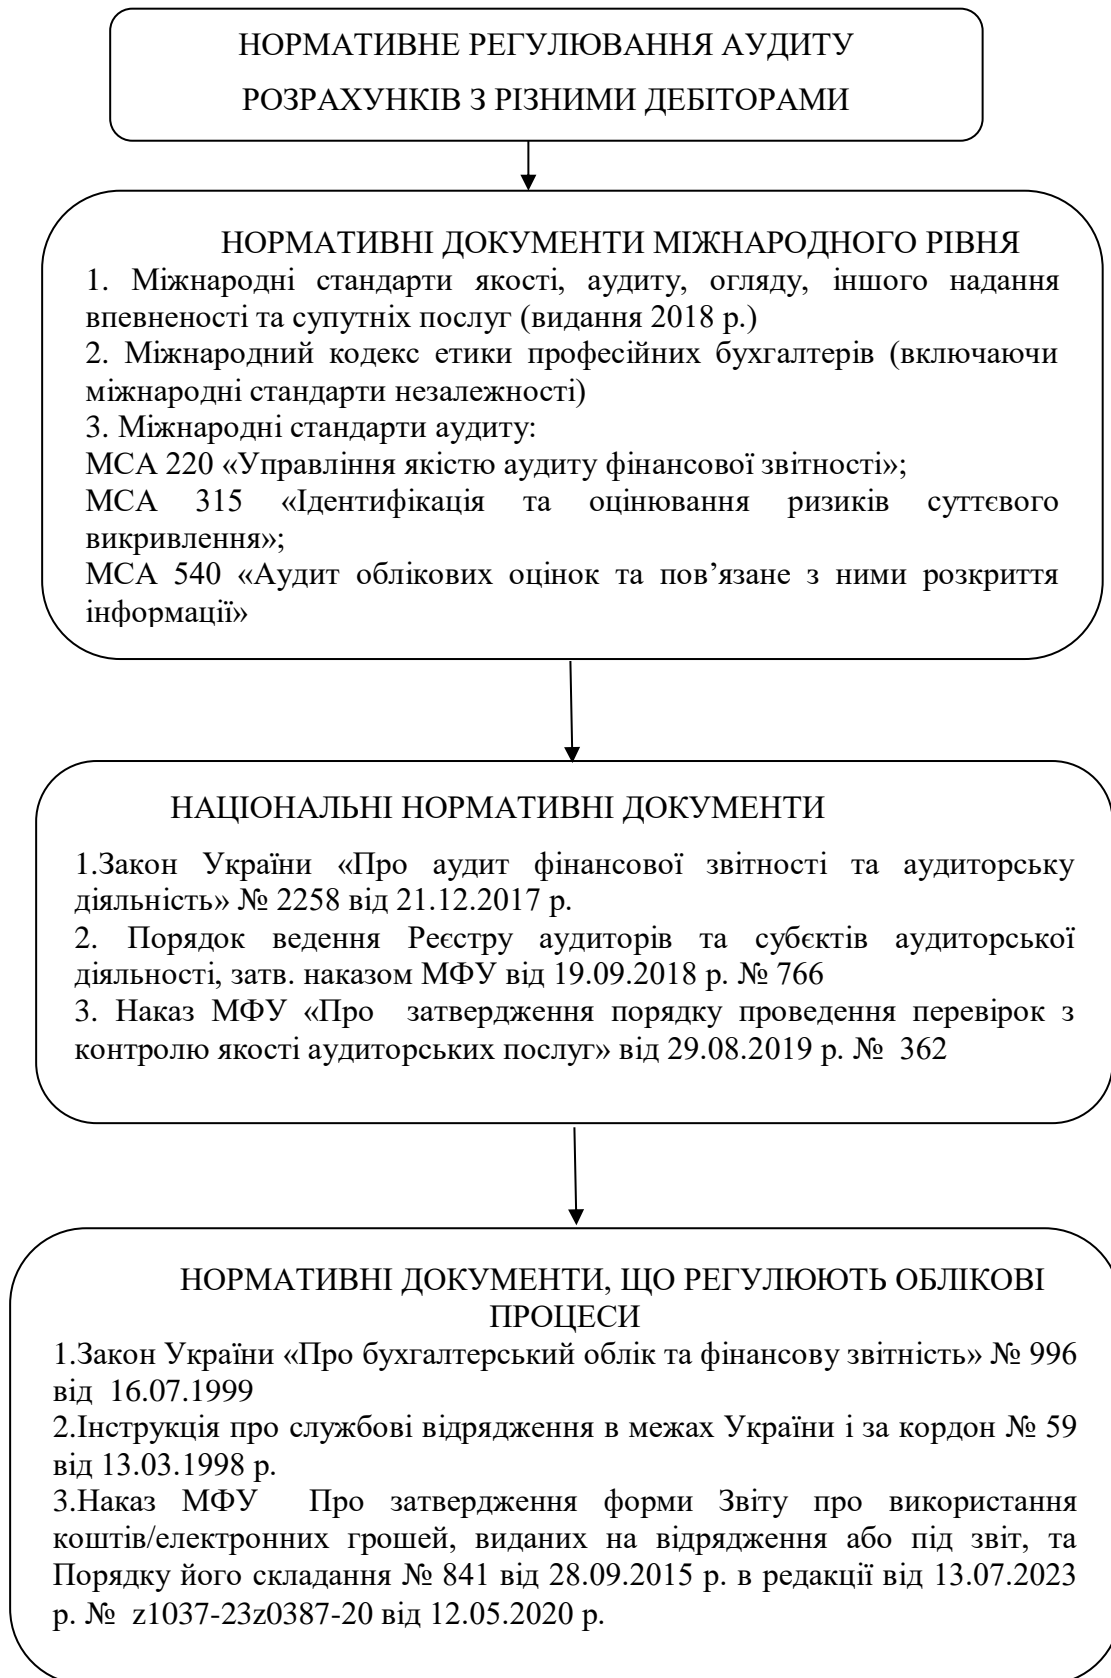 НОРМАТИВНЕ РЕГУЛЮВАННЯ АУДИТУ
РОЗРАХУНКІВ З РІЗНИМИ ДЕБІТОРАМИ
НОРМАТИВНІ ДОКУМЕНТИ МІЖНАРОДНОГО РІВНЯ
1. Міжнародні стандарти якості, аудиту, огляду, іншого надання
впевненості та супутніх послуг (видання 2018 р.)
2. Міжнародний кодекс етики професійних бухгалтерів (включаючи
міжнародні стандарти незалежності)
3. Міжнародні стандарти аудиту:
МСА 220 «Управління якістю аудиту фінансової звітності»;
МСА 315 «Ідентифікація та оцінювання ризиків суттєвого
викривлення»;
МСА 540 «Аудит облікових оцінок та пов’язане з ними розкриття
інформації»
НАЦІОНАЛЬНІ НОРМАТИВНІ ДОКУМЕНТИ
1.Закон України «Про аудит фінансової звітності та аудиторську
діяльність» № 2258 від 21.12.2017 р.
2. Порядок ведення Реєстру аудиторів та субєктів аудиторської
діяльності, затв. наказом МФУ від 19.09.2018 р. № 766
3. Наказ МФУ «Про затвердження порядку проведення перевірок з
контролю якості аудиторських послуг» від 29.08.2019 р. № 362
НОРМАТИВНІ ДОКУМЕНТИ, ЩО РЕГУЛЮЮТЬ ОБЛІКОВІ
ПРОЦЕСИ
1.Закон України «Про бухгалтерський облік та фінансову звітність» № 996
від 16.07.1999
2.Інструкція про службові відрядження в межах України і за кордон № 59
від 13.03.1998 р.
3.Наказ МФУ Про затвердження форми Звіту про використання
коштів/електронних грошей, виданих на відрядження або під звіт, та
Порядку його складання № 841 від 28.09.2015 р. в редакції від 13.07.2023
р. № z1037-23z0387-20 від 12.05.2020 р.